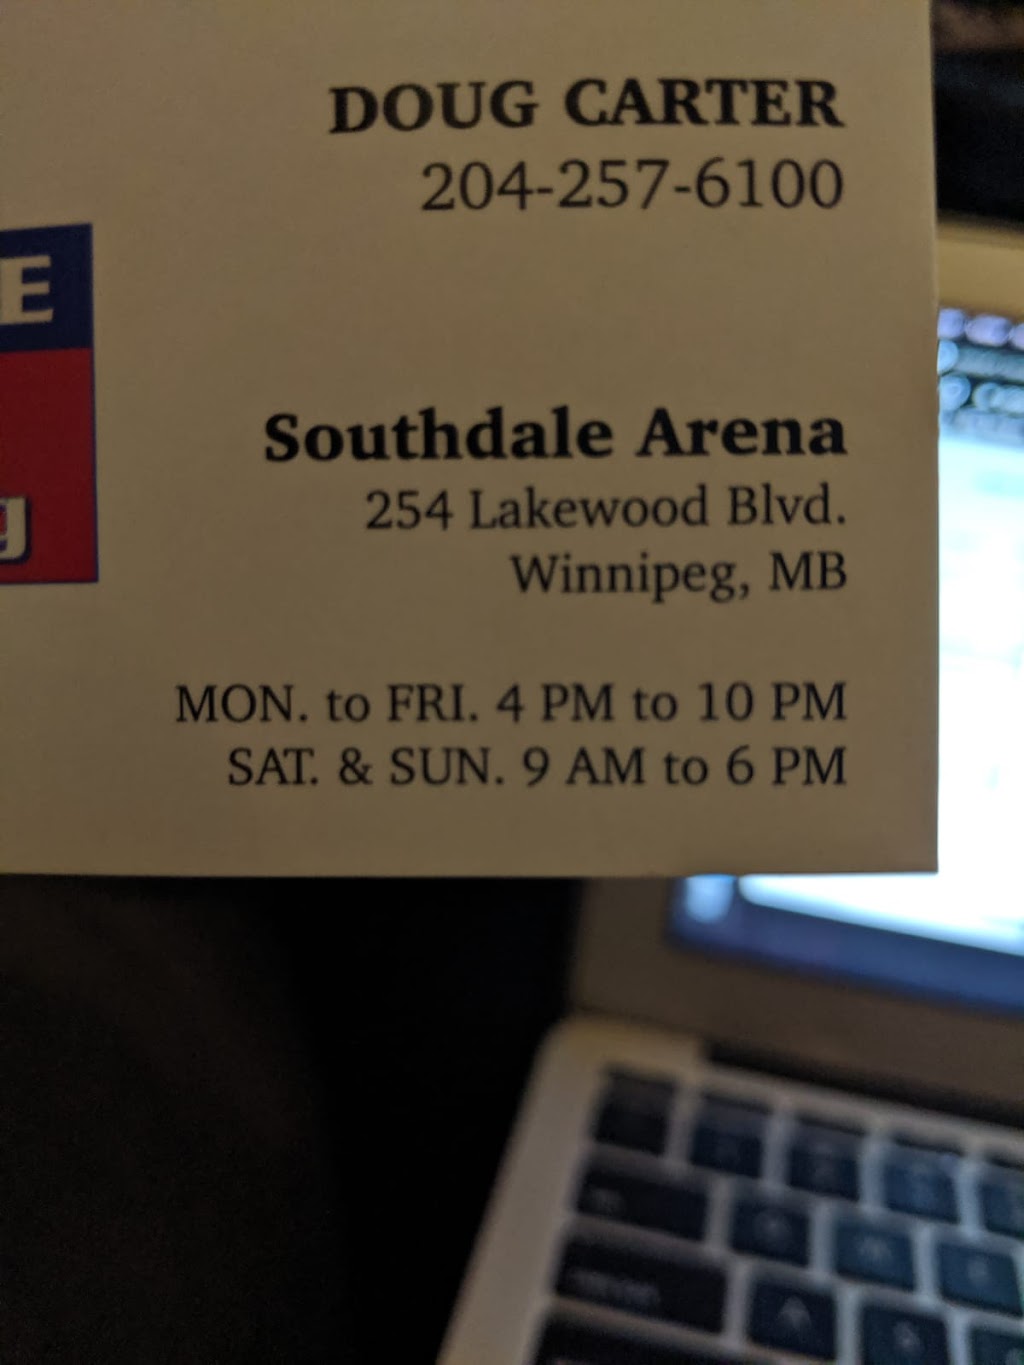 DOUG CARTER
204-257-6100
E
g
Southdale Arena
254 Lakewood Blvd.
Winnipeg, MB
MON. to FRI. 4 PM to 10 PM
SAT. & SUN. 9 AM to 6 PM